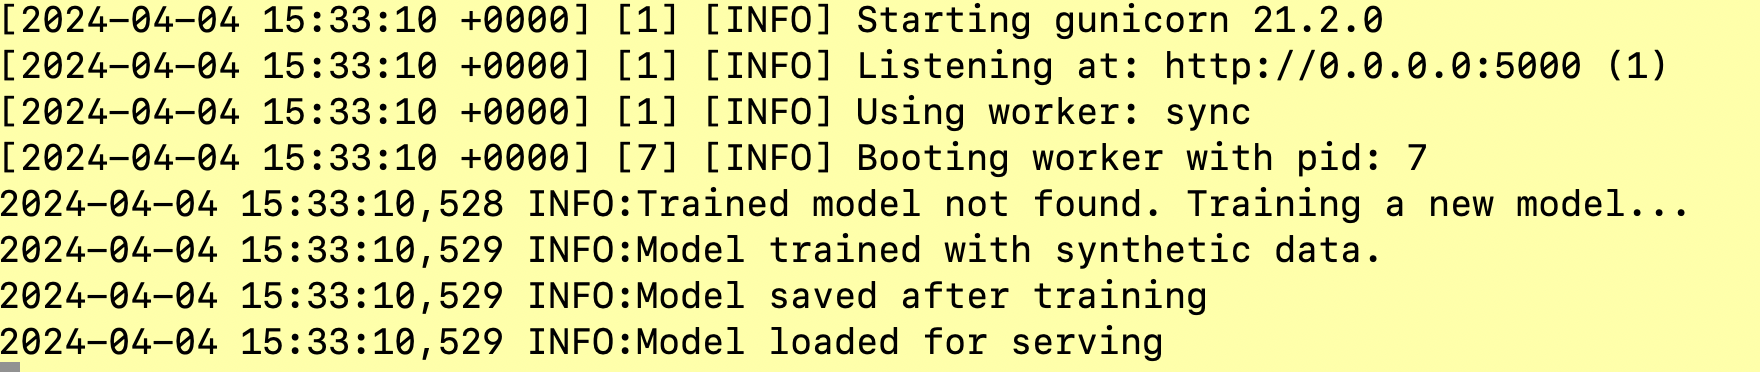 [2024-04-04 15:33:10 +0000] [1] [INFO] Starting gunicorn 21.2.0
[2024-04-04 15:33:10 +0000] [1] [INFO] Listening at: http://0.0.0.0:5000 (1)
[2024-04-04 15:33:10 +0000] [1] [INFO] Using worker: sync
[2024-04-04 15:33:10 +0000] [7] [INFO] Booting worker with pid: 7
2024-04-04 15:33:10,528 INFO:Trained model not found. Training a new model...
2024-04-04 15:33:10,529 INFO:Model trained with synthetic data.
2024-04-04 15:33:10,529 INFO:Model saved after training
2024-04-04 15:33:10,529 INFO:Model loaded for serving